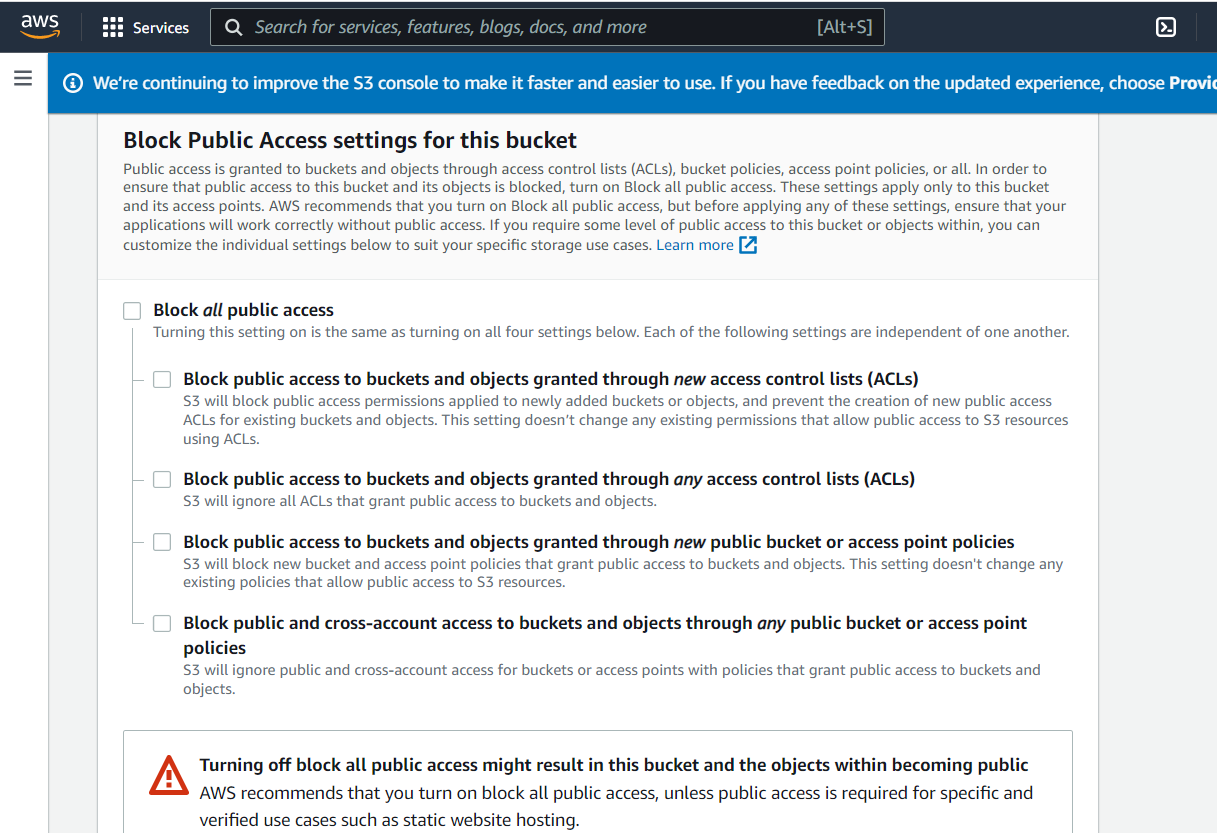 aws
Services
Search for services, features, blogs, docs, and more
[Alt+S]
We're continuing to improve the S3 console to make it faster and easier to use. If you have feedback on the updated experience, choose
Block Public Access settings for this bucket
Public access is granted to buckets and objects through access control lists (ACLs), bucket policies, access point policies, or all. In order to
ensure that public access to this bucket and its objects is blocked, turn on Block all public access. These settings apply only to this bucket
and its access points. AWS recommends that you turn on Block all public access, but before applying any of these settings, ensure that your
applications will work correctly without public access. If you require some level of public access to this bucket or objects within, you can
customize the individual settings below to suit your specific storage use cases. Learn more
Block all public access
Turning this setting on is the same as turning on all four settings below. Each of the following settings are independent of one another.
Block public access to buckets and objects granted through new access control lists (ACLs)
S3 will block public access permissions applied to newly added buckets or objects, and prevent the creation of new public access
ACLs for existing buckets and objects. This setting doesn't change any existing permissions that allow public access to S3 resources
using ACLs.
Block public access to buckets and objects granted through any access control lists (ACLs)
S3 will ignore all ACLs that grant public access to buckets and objects.
Block public access to buckets and objects granted through new public bucket or access point policies
S3 will block new bucket and access point policies that grant public access to buckets and objects. This setting doesn't change any
existing policies that allow public access to S3 resources.
Block public and cross-account access to buckets and objects through any public bucket or access point
policies
S3 will ignore public and cross-account access for buckets or access points with policies that grant public access to buckets and
objects.
Turning off block all public access might result in this bucket and the objects within becoming public
AWS recommends that you turn on block all public access, unless public access is required for specific and
verified use cases such as static website hosting.